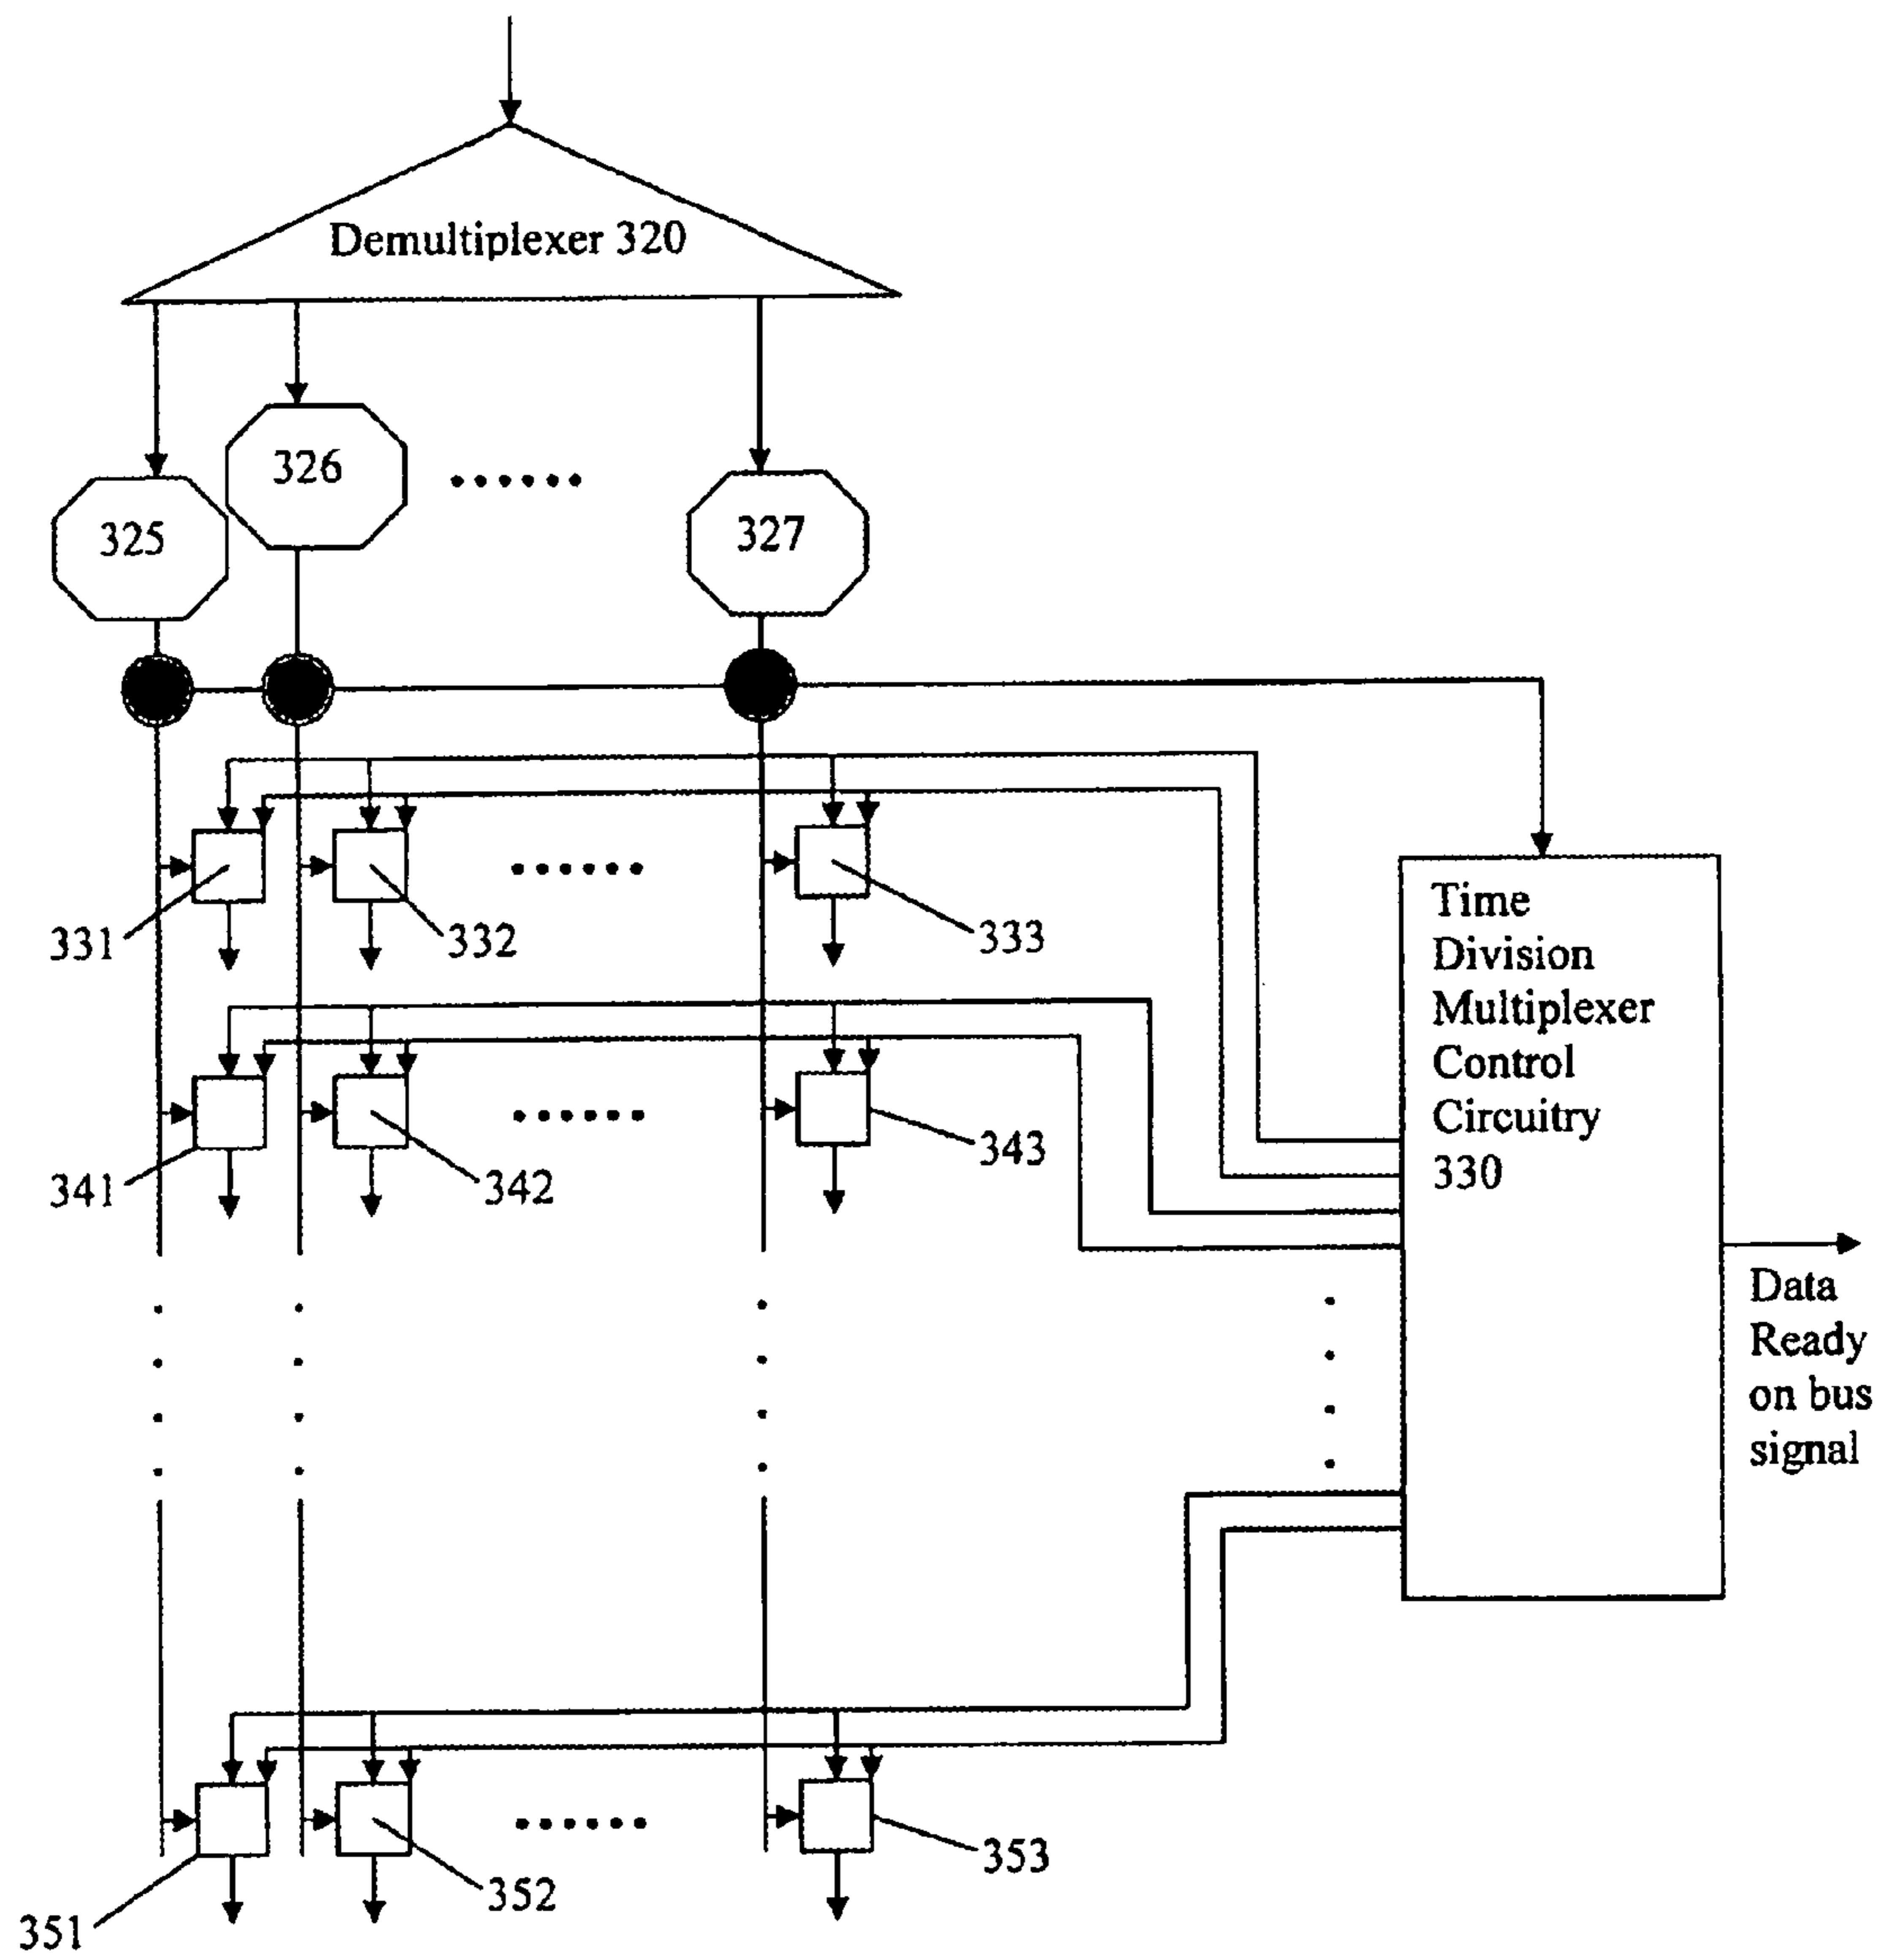 Demultiplexer 320
326
325
327
331
332
333
Time
Division
Multiplexer
Control
Circuitry
330
341
342
343
Data
Ready
on bus
signal
351
352
353